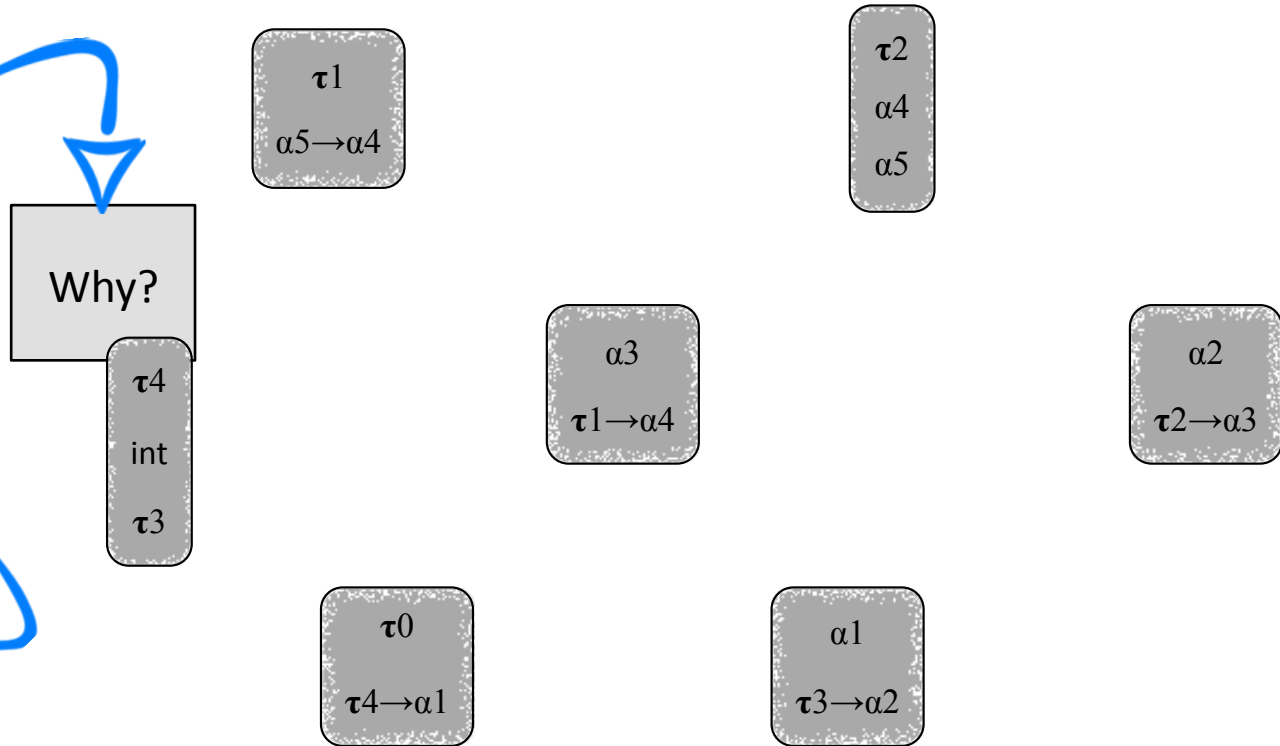 τ1
α5→α4
τ2
α4
α5
Why?
τ4
int
τ3
α3
τ1→α4
α2
τ2→α3
τ0
τ4→α1
α1
τ3→α2